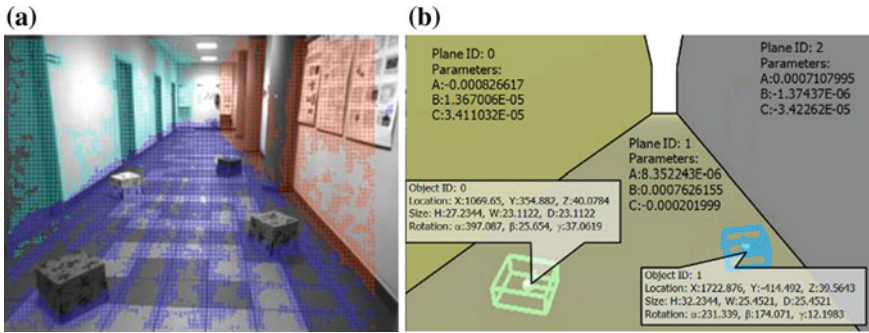 (a)
(b)
Plane ID: 0
Parameters:
A:-0.000826617
B:1.367006E-05
C:3.411032E-05
Plane ID: 2
Parameters:
A:0.0007107995
B:-1.37437E-06
C:-3.42262E-05
Plane ID: 1
Parameters:
A:8.352243E-06
B:0.0007626155
C:-0.000201999
Object ID: 0
Location: X:1069.65, Y:354.882, Z:40.0784
Size: H:27.2344, W:23.1122, D:23.1122
Rotation: α:397.087, β:25.654, γ:37.0619
Object ID: 1
Location: X:1722.876, Y:-414.492, Z:39.5643
Size: H:32.2344, W:25.4521, D:25.4521
Rotation: α:231.339, β:174.071, γ:12.1983